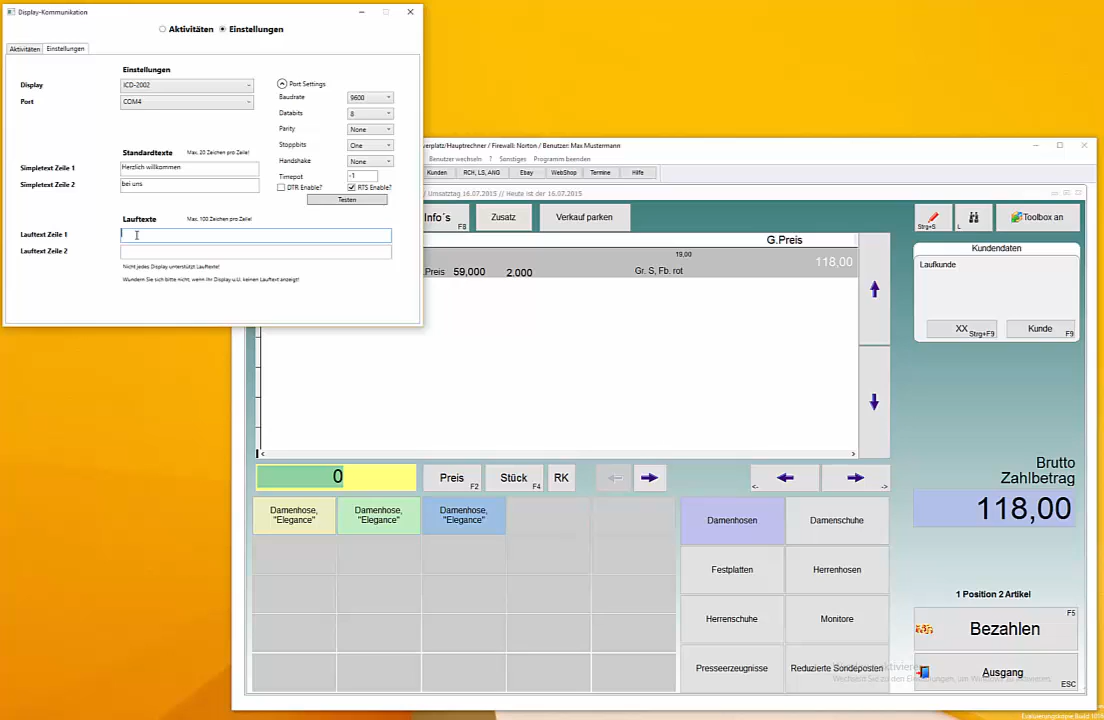 Display-Kommunikation
Aktivitäten Einstellungen
Aktivitäten Einstellungen
Einstellungen
Display ICD-2002
Port COM4
Port Settings
Baudrate 9600
Databits 8
Parity None
Stoppbits One
Handshake None
Timepot -1
DTR Enable? RTS Enable?
Testen
Standardtexte Max. 20 Zeichen pro Zeile!
Simpletext Zeile 1 Herzlich willkommen
Simpletext Zeile 2 bei uns
Lauftexte Max. 100 Zeichen pro Zeile!
Lauftext Zeile 1
Lauftext Zeile 2
Nicht jedes Display unterstützt Lauftexte!
Wundern Sie sich bitte nicht, wenn Ihr Display u.U. keinen Lauftext anzeigt!
verplatz/Hauptrechner / Firewall: Norton / Benutzer: Max Mustermann
Benutzer wechseln ? Sonstiges Programm beenden
Kunden RCH, LS, ANG Ebay WebShop Termine Hilfe
/ Umsatztag 16.07.2015 // Heute ist der 16.07.2015
Info´s F8 Zusatz Verkauf parken Strg+S L Toolbox an
G.Preis
19,00
Preis 59,000 2.000 Gr. S, Fb. rot 118,00
Kundendaten
Laufkunde
XX Strg+F9 Kunde F9
0 Preis F2 Stück F4 RK <- ->
Brutto
Zahlbetrag
118,00
Damenhose, "Elegance" Damenhose, "Elegance" Damenhose, "Elegance"
Damenhosen Damenschuhe
Festplatten Herrenhosen
Herrenschuhe Monitore
Presseerzeugnisse Reduzierte Sonderposten
1 Position 2 Artikel
Bezahlen F5
Ausgang ESC